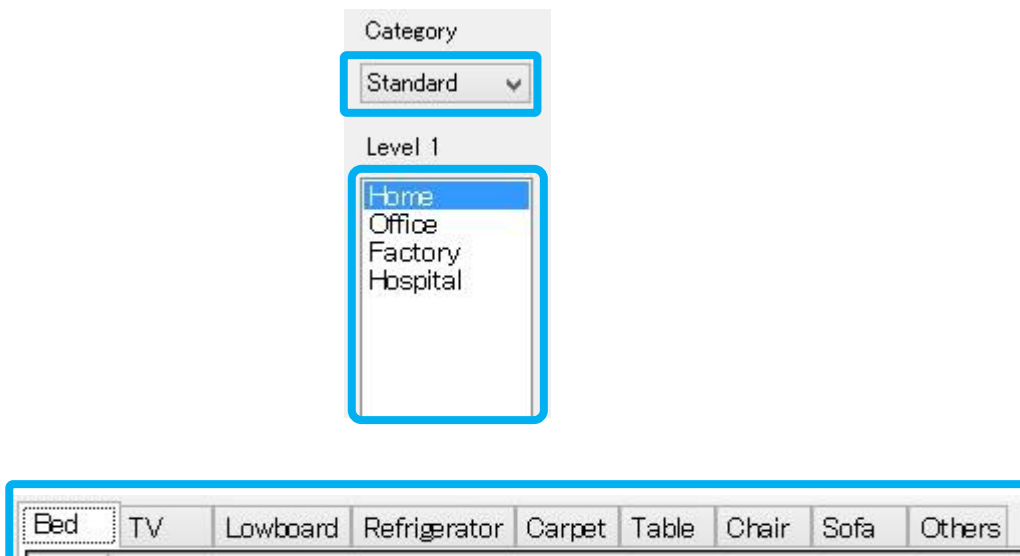 Category
Standard
Level 1
Home
Office
Factory
Hospital
Bed TV Lowboard Refrigerator Carpet Table Chair Sofa Others